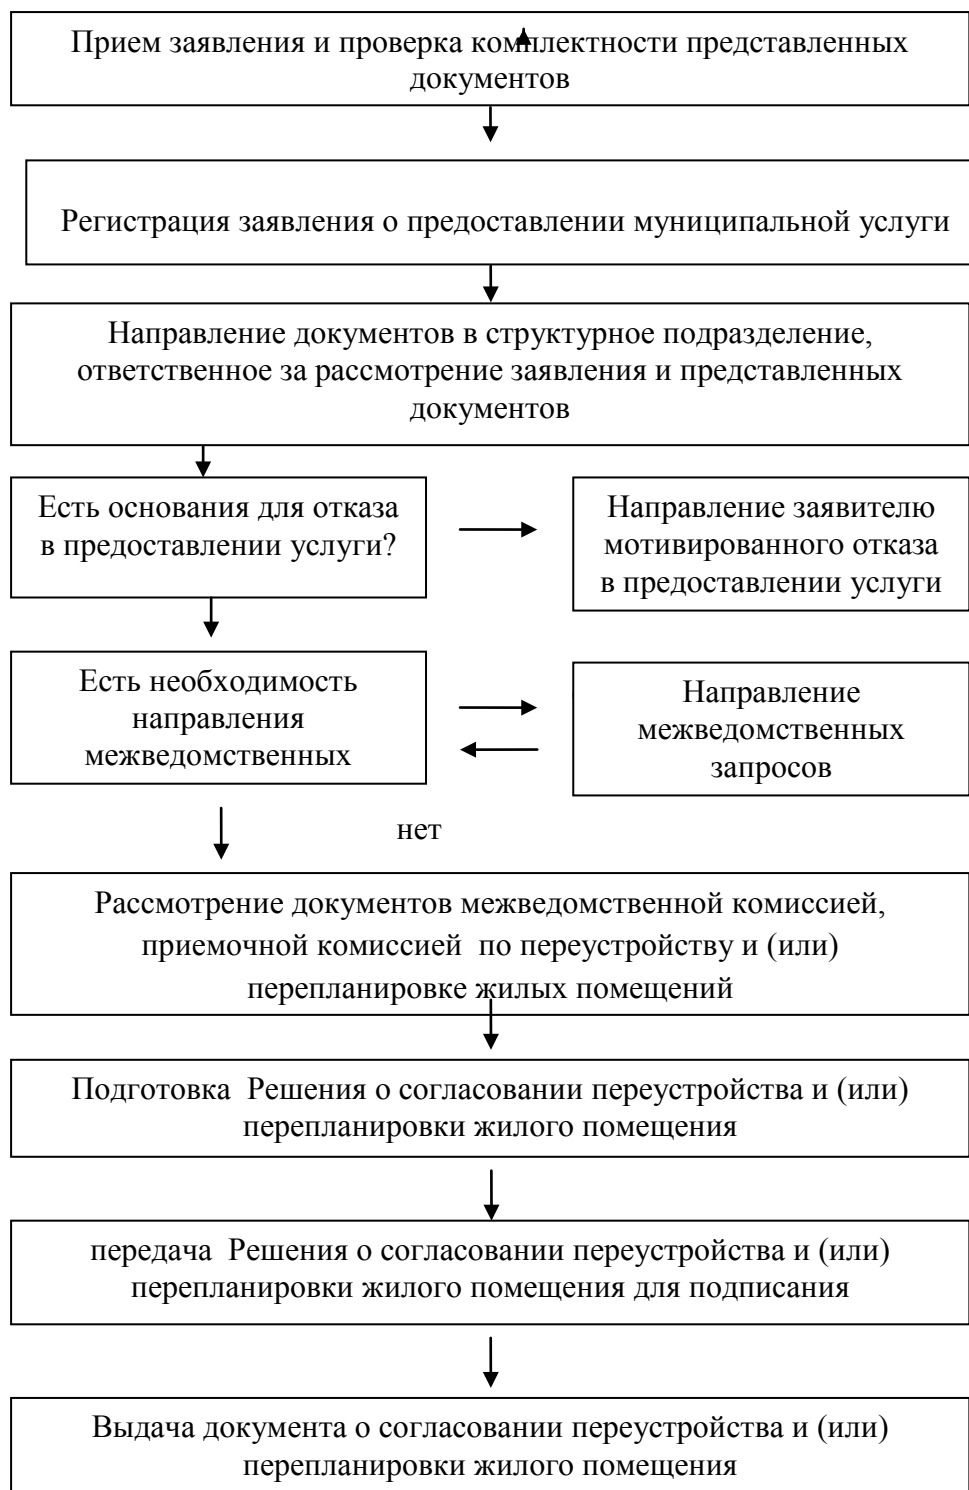 Прием заявления и проверка комплектности представленных
документов
Регистрация заявления о предоставлении муниципальной услуги
Направление документов в структурное подразделение,
ответственное за рассмотрение заявления и представленных
документов
Есть основания для отказа
в предоставлении услуги?
Направление заявителю
мотивированного отказа
в предоставлении услуги
Есть необходимость
направления
межведомственных
Направление
межведомственных
запросов
нет
Рассмотрение документов межведомственной комиссией,
приемочной комиссией по переустройству и (или)
перепланировке жилых помещений
Подготовка Решения о согласовании переустройства и (или)
перепланировки жилого помещения
передача Решения о согласовании переустройства и (или)
перепланировки жилого помещения для подписания
Выдача документа о согласовании переустройства и (или)
перепланировки жилого помещения